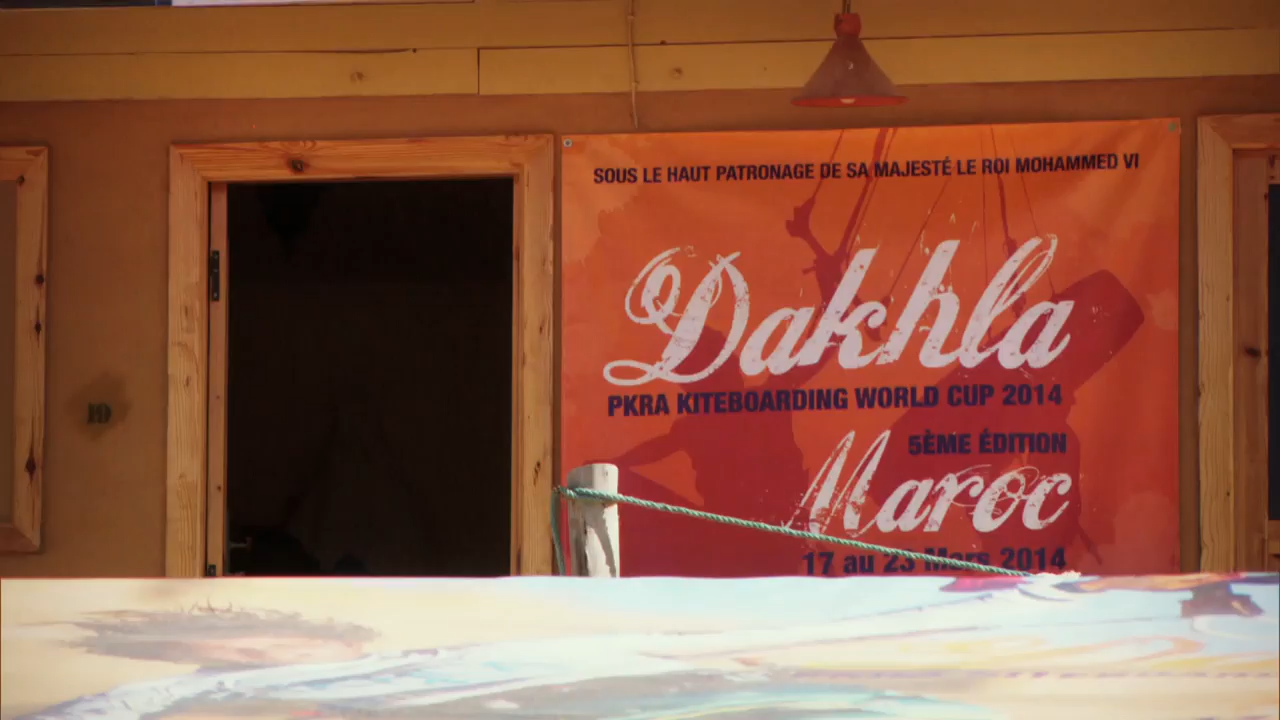 SOUS LE HAUT PATRONAGE DE SA MAJESTÉ LE ROI MOHAMMED VI
Dakhla
PKRA KITEBOARDING WORLD CUP 2014
5ÈME ÉDITION
Maroc
17 au 23 Mars 2014
19